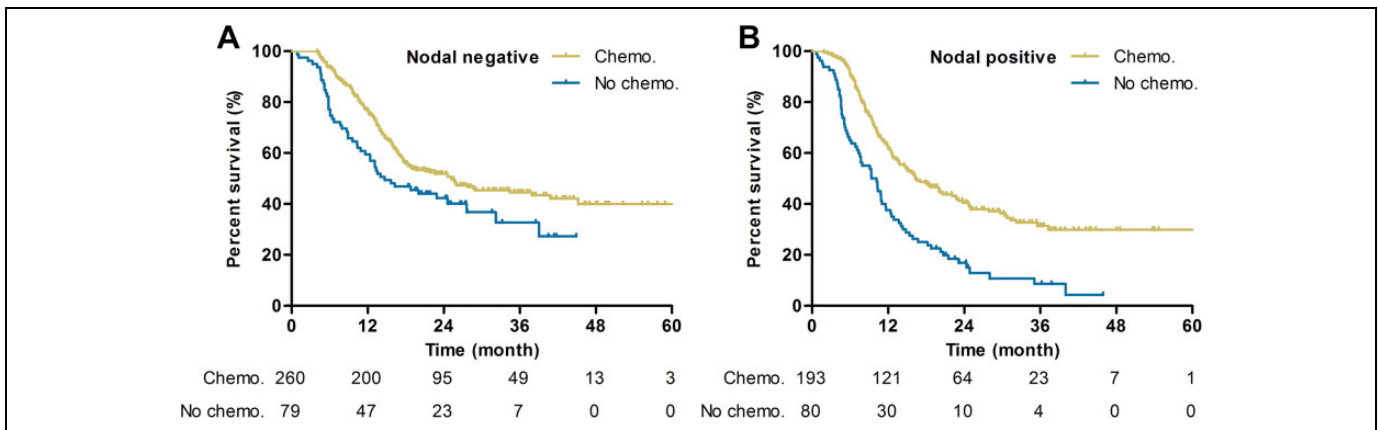 A
Nodal negative
Chemo.
No chemo.
Percent survival (%)
100
80
60
40
20
0
0 12 24 36 48 60
Time (month)
Chemo. 260 200 95 49 13 3
No chemo. 79 47 23 7 0 0
B
Nodal positive
Chemo.
No chemo.
Percent survival (%)
100
80
60
40
20
0
0 12 24 36 48 60
Time (month)
Chemo. 193 121 64 23 7 1
No chemo. 80 30 10 4 0 0